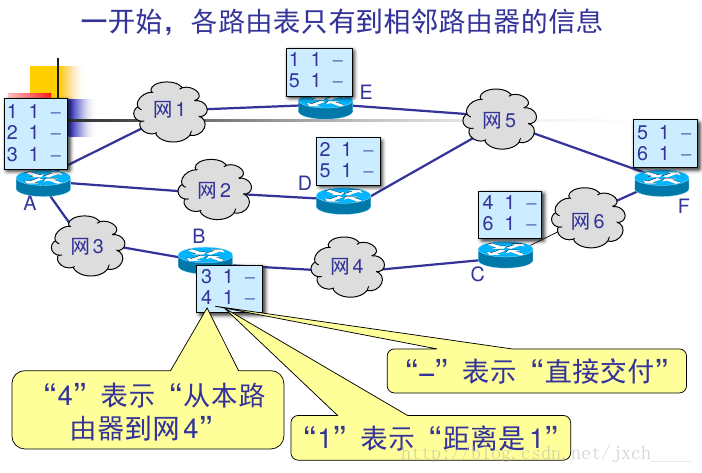 一开始，各路由表只有到相邻路由器的信息
1 1 –
5 1 –
E
网1
1 1 –
2 1 –
3 1 –
A
网5
5 1 –
6 1 –
F
2 1 –
5 1 –
D
网2
4 1 –
6 1 –
C
网6
网3
B
网4
3 1 –
4 1 –
“–”表示“直接交付”
“4”表示“从本路
由器到网4”
“1”表示“距离是1”
http://blog.csdn.net/jxch____